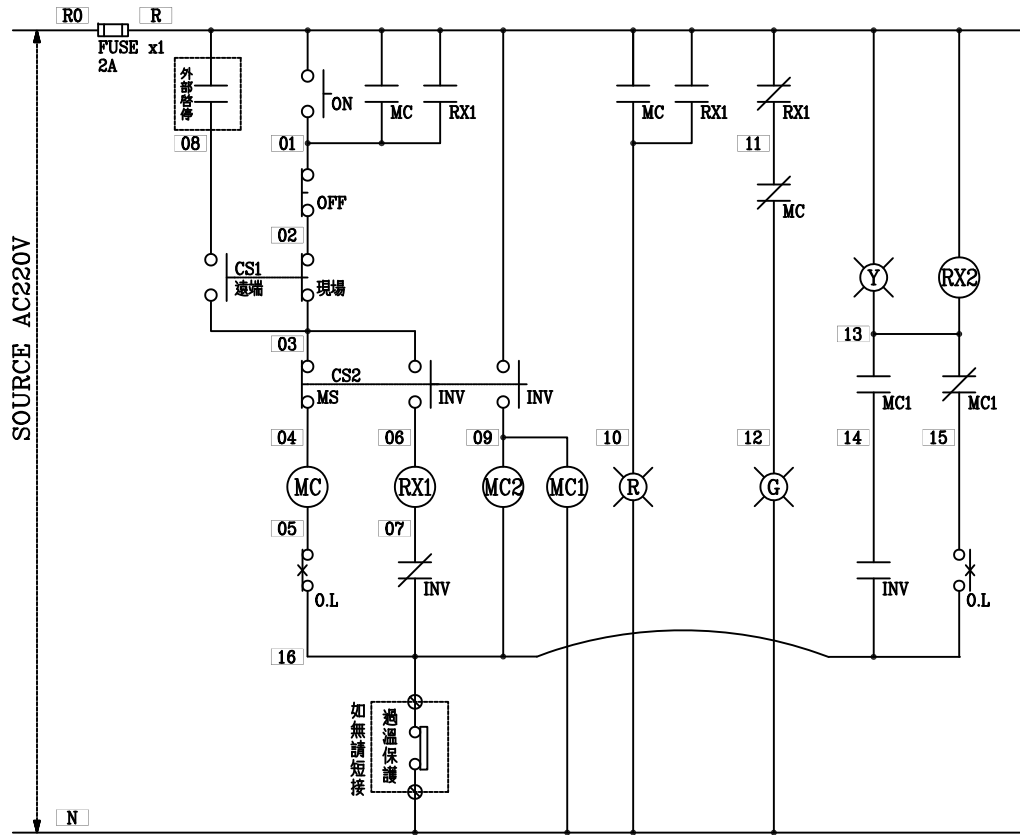 R0
R
FUSE x1
2A
外部啓停
ON
MC
RX1
MC
RX1
RX1
08
01
11
OFF
MC
02
SOURCE AC220V
CS1
遠端
現場
Y
RX2
03
13
CS2
MS
INV
INV
MC1
MC1
04
06
09
10
12
14
15
MC
RX1
MC2
MC1
R
G
05
07
O.L
INV
INV
O.L
16
如無請短接
過溫保護
N